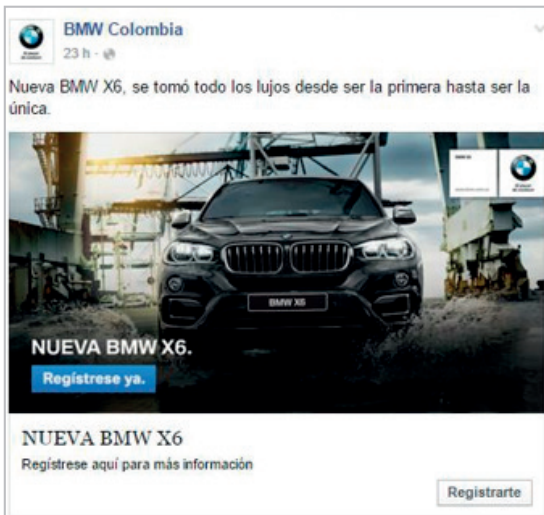 BMW Colombia
23 h
Nueva BMW X6, se tomó todo los lujos desde ser la primera hasta ser la
única.
BMW X6
NUEVA BMW X6.
Regístrese ya.
NUEVA BMW X6
Regístrese aquí para más información
Registrarte